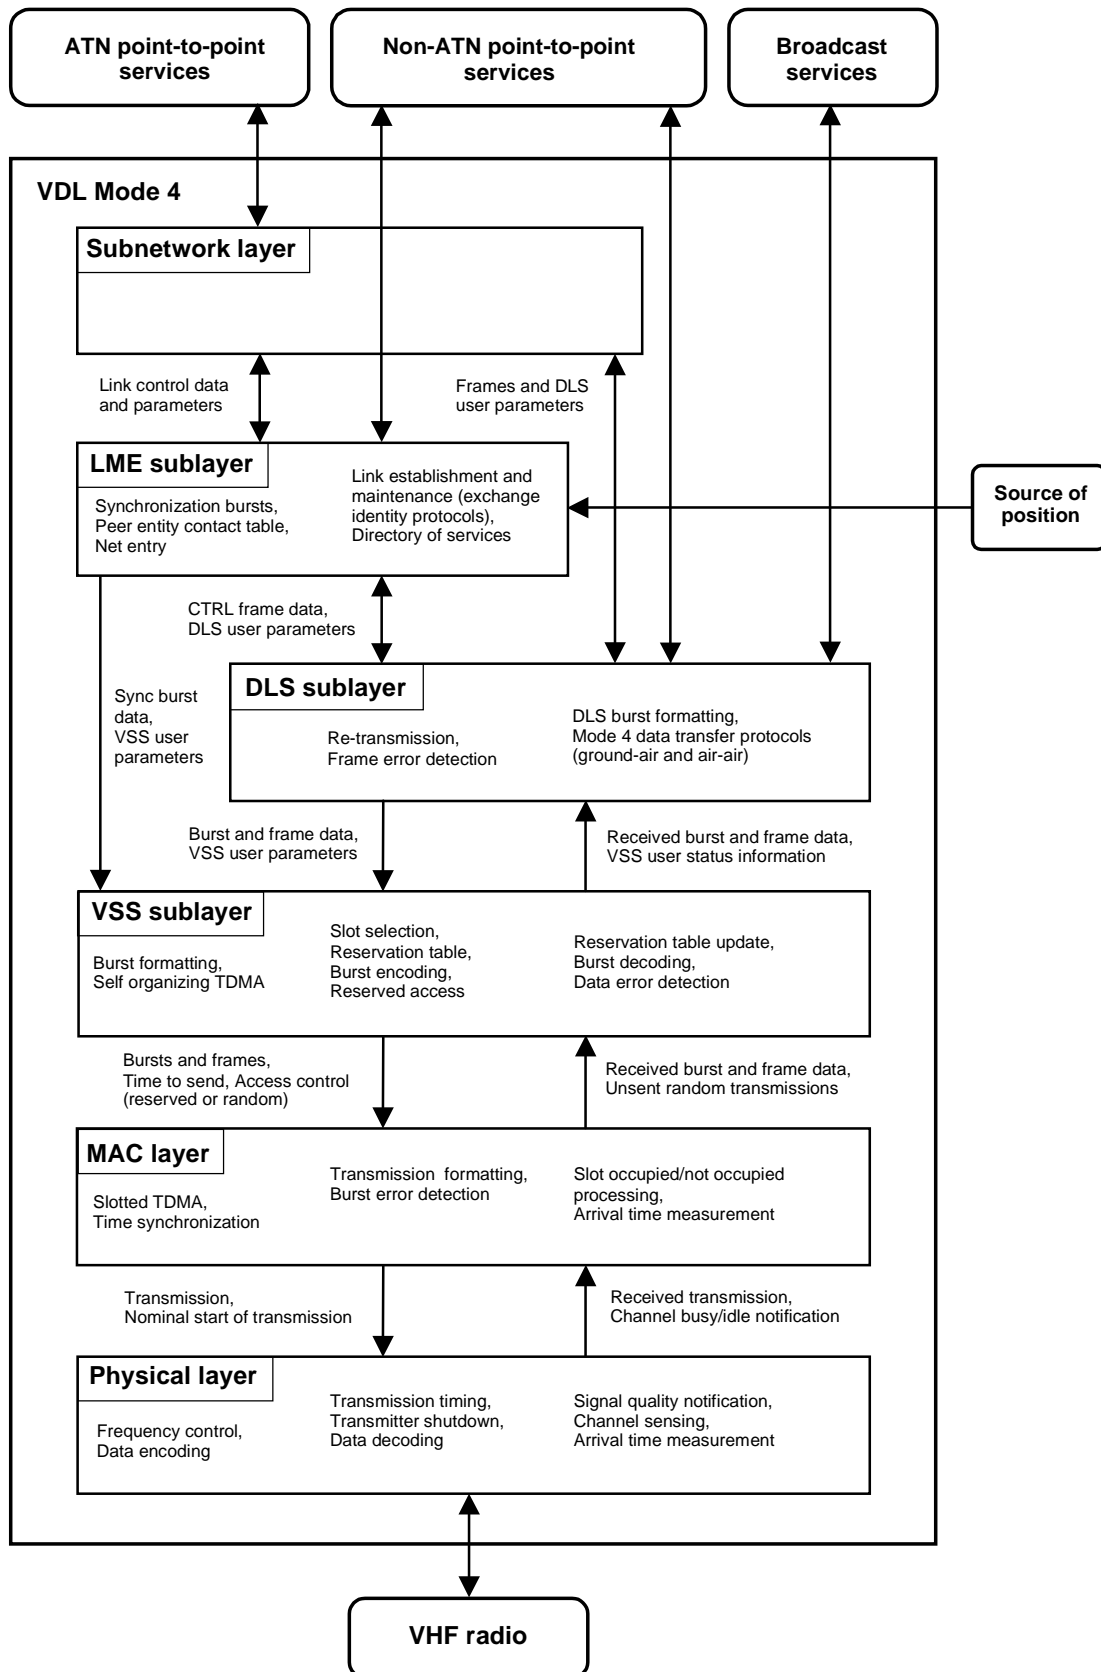 ATN point-to-point
services
Non-ATN point-to-point
services
Broadcast
services
VDL Mode 4
Subnetwork layer
Link control data
and parameters
Frames and DLS
user parameters
LME sublayer
Synchronization bursts,
Peer entity contact table,
Net entry
Link establishment and
maintenance (exchange
identity protocols),
Directory of services
Source of
position
CTRL frame data,
DLS user parameters
Sync burst
data,
VSS user
parameters
DLS sublayer
Re-transmission,
Frame error detection
DLS burst formatting,
Mode 4 data transfer protocols
(ground-air and air-air)
Burst and frame data,
VSS user parameters
Received burst and frame data,
VSS user status information
VSS sublayer
Burst formatting,
Self organizing TDMA
Slot selection,
Reservation table,
Burst encoding,
Reserved access
Reservation table update,
Burst decoding,
Data error detection
Bursts and frames,
Time to send, Access control
(reserved or random)
Received burst and frame data,
Unsent random transmissions
MAC layer
Slotted TDMA,
Time synchronization
Transmission formatting,
Burst error detection
Slot occupied/not occupied
processing,
Arrival time measurement
Transmission,
Nominal start of transmission
Received transmission,
Channel busy/idle notification
Physical layer
Frequency control,
Data encoding
Transmission timing,
Transmitter shutdown,
Data decoding
Signal quality notification,
Channel sensing,
Arrival time measurement
VHF radio